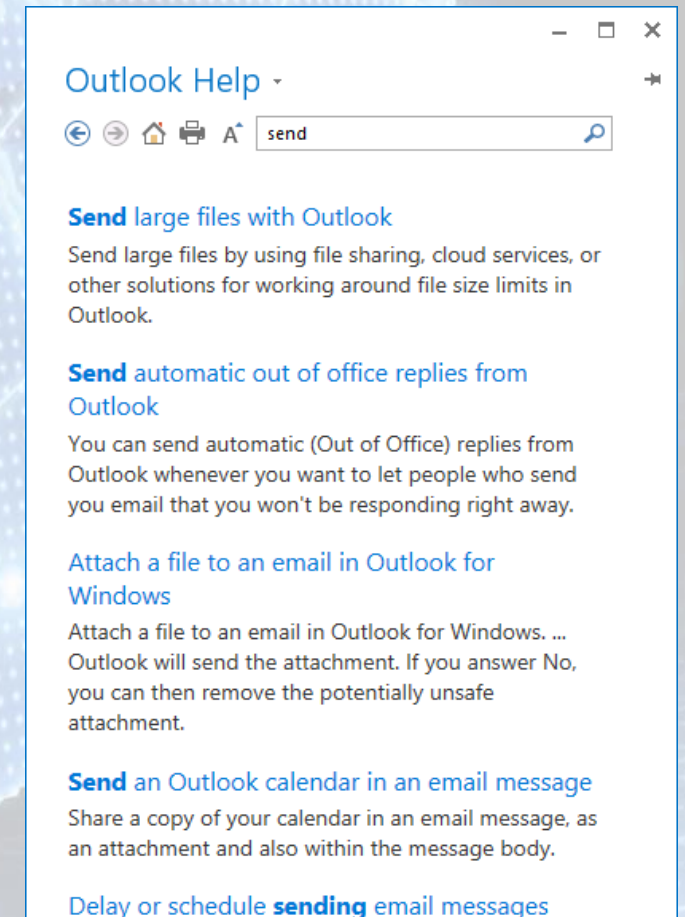 Outlook Help
send
Send large files with Outlook
Send large files by using file sharing, cloud services, or
other solutions for working around file size limits in
Outlook.
Send automatic out of office replies from
Outlook
You can send automatic (Out of Office) replies from
Outlook whenever you want to let people who send
you email that you won't be responding right away.
Attach a file to an email in Outlook for
Windows
Attach a file to an email in Outlook for Windows. ...
Outlook will send the attachment. If you answer No,
you can then remove the potentially unsafe
attachment.
Send an Outlook calendar in an email message
Share a copy of your calendar in an email message, as
an attachment and also within the message body.
Delay or schedule sending email messages